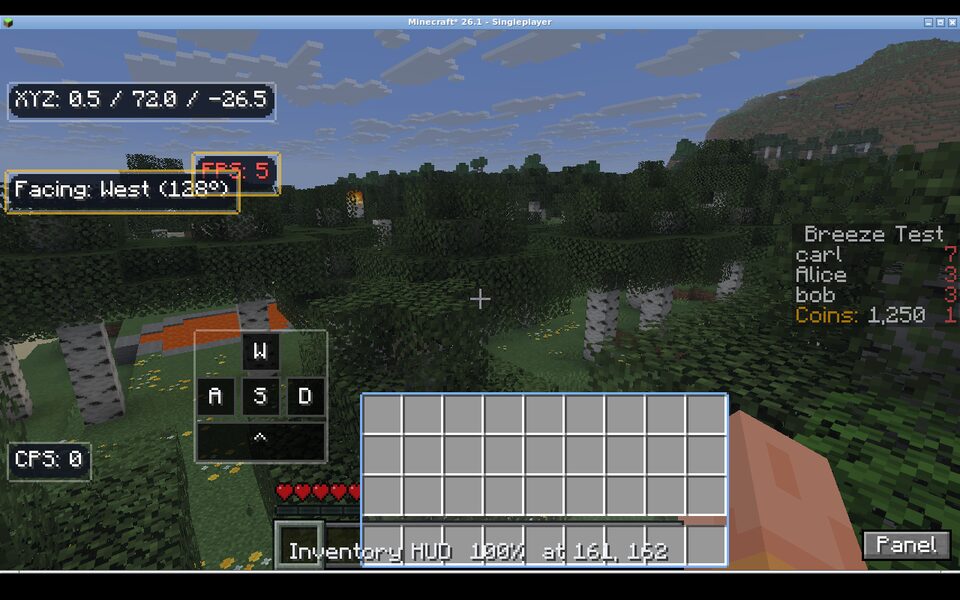 Minecraft* 26.1 - Singleplayer
XYZ: 0.5 / 72.0 / -26.5
FPS: 5
Facing: West (128°)
Breeze Test
carl 7
Alice 3
bob 3
Coins: 1,250 1
W
A S D
^
CPS: 0
Inventory HUD 100% at 161, 162
Panel